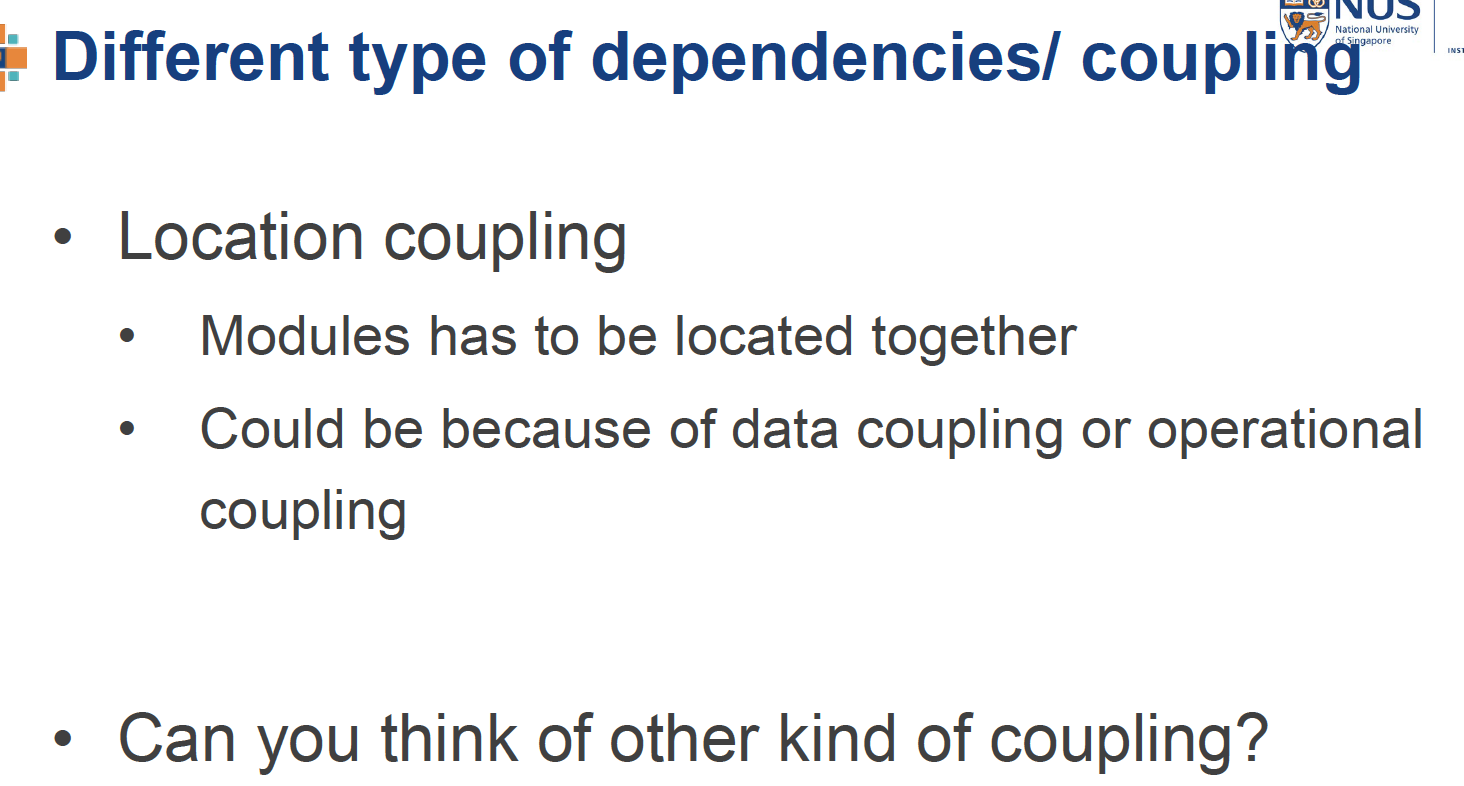 NUS
National University
of Singapore
INST
Different type of dependencies/ coupling
• Location coupling
• Modules has to be located together
• Could be because of data coupling or operational
coupling
• Can you think of other kind of coupling?